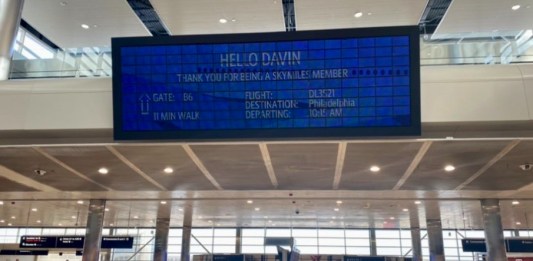 HELLO DAVIN
THANK YOU FOR BEING A SKYMILES MEMBER
GATE: B6 FLIGHT: DL3521
DESTINATION: Philadelphia
11 MIN WALK DEPARTING: 10:15 AM